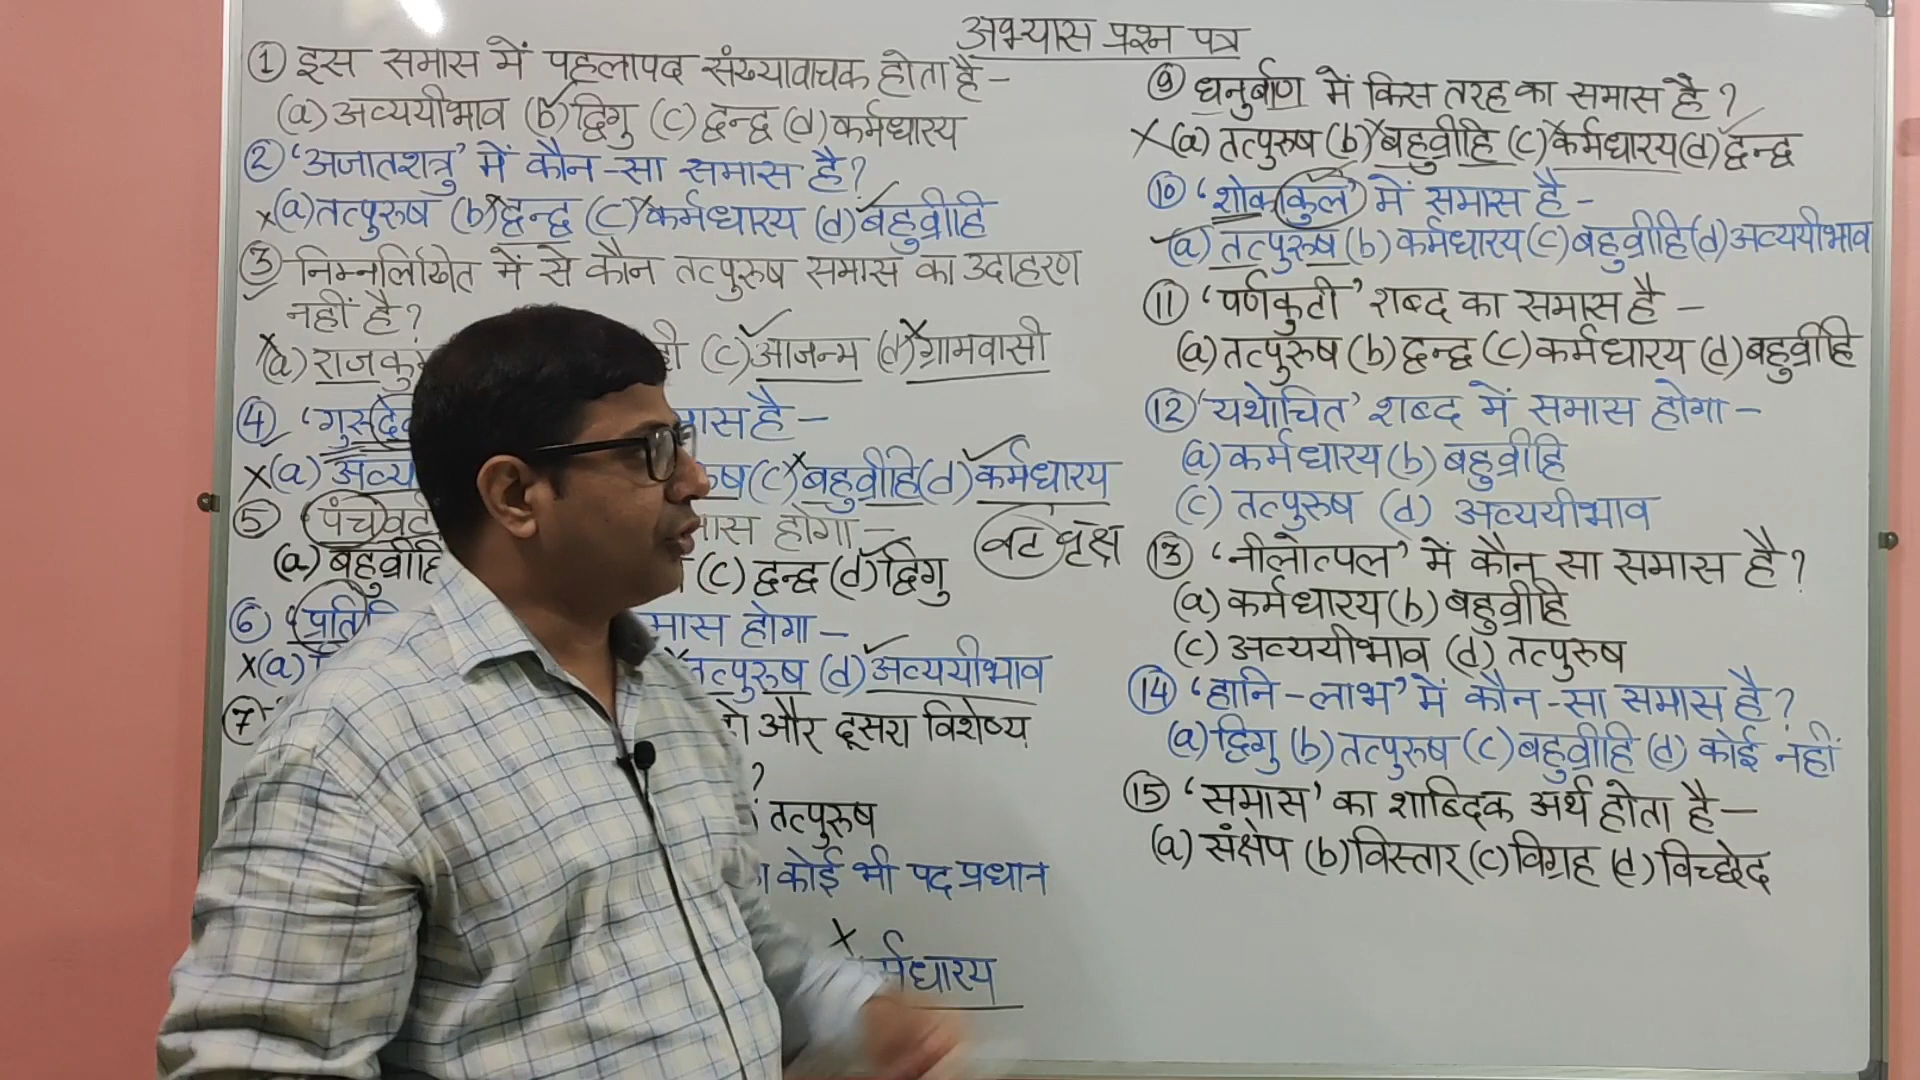 अभ्यास प्रश्न पत्र
① इस समास में पहलापद संख्यावाचक होता है –
(a) अव्ययीभाव (b) द्विगु (c) द्वन्द्व (d) कर्मधारय
② 'अजातशत्रु' में कौन-सा समास है?
(a) तत्पुरुष (b) द्वन्द्व (c) कर्मधारय (d) बहुव्रीहि
③ निम्नलिखित में से कौन तत्पुरुष समास का उदाहरण
नहीं है?
(a) (c) आजन्म (d) ग्रामवासी
④ है –
(a) (c) बहुव्रीहि (d) कर्मधारय
⑤ होगा –
(a) बहुव्रीहि (c) द्वन्द्व (d) द्विगु
वट वृक्ष
⑥ होगा –
(a) तत्पुरुष (d) अव्ययीभाव
⑦ और दूसरा विशेष्य
?
तत्पुरुष
कोई भी पद प्रधान
⑨ धनुर्बाण में किस तरह का समास है?
(a) तत्पुरुष (b) बहुव्रीहि (c) कर्मधारय (d) द्वन्द्व
⑩ 'शोकाकुल' में समास है –
(a) तत्पुरुष (b) कर्मधारय (c) बहुव्रीहि (d) अव्ययीभाव
⑪ 'पर्णकुटी' शब्द का समास है –
(a) तत्पुरुष (b) द्वन्द्व (c) कर्मधारय (d) बहुव्रीहि
⑫ 'यथोचित' शब्द में समास होगा –
(a) कर्मधारय (b) बहुव्रीहि
(c) तत्पुरुष (d) अव्ययीभाव
⑬ 'नीलोत्पल' में कौन सा समास है?
(a) कर्मधारय (b) बहुव्रीहि
(c) अव्ययीभाव (d) तत्पुरुष
⑭ 'हानि-लाभ' में कौन-सा समास है?
(a) द्विगु (b) तत्पुरुष (c) बहुव्रीहि (d) कोई नहीं
⑮ 'समास' का शाब्दिक अर्थ होता है –
(a) संक्षेप (b) विस्तार (c) विग्रह (d) विच्छेद